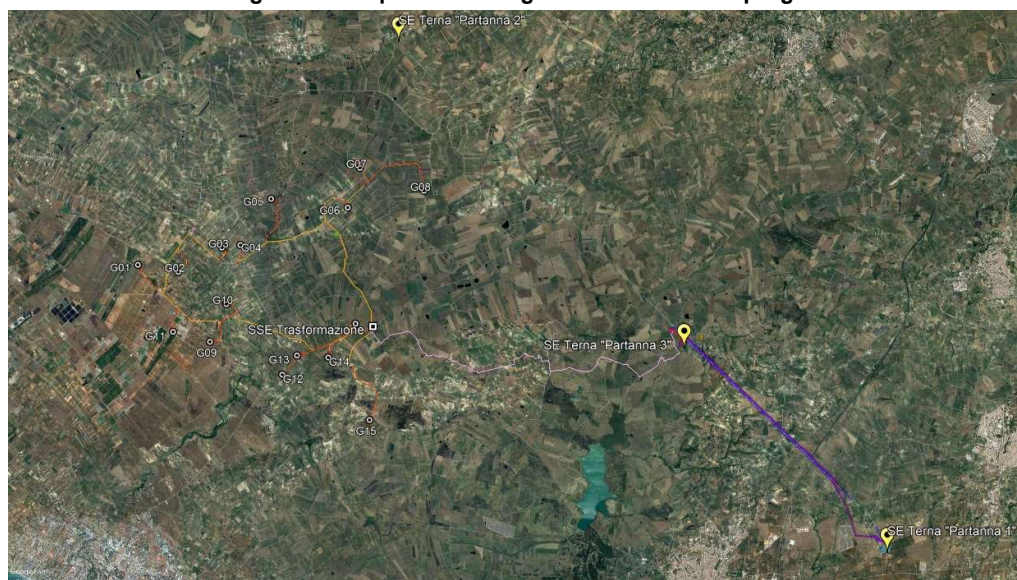 SE Terna "Partanna 2"
G07
G08
G05
G06
G03
G04
G01
G02
G10
SSE Trasformazione
G11
SE Terna "Partanna 3"
G09
G13
G14
G12
G15
SE Terna "Partanna 1"